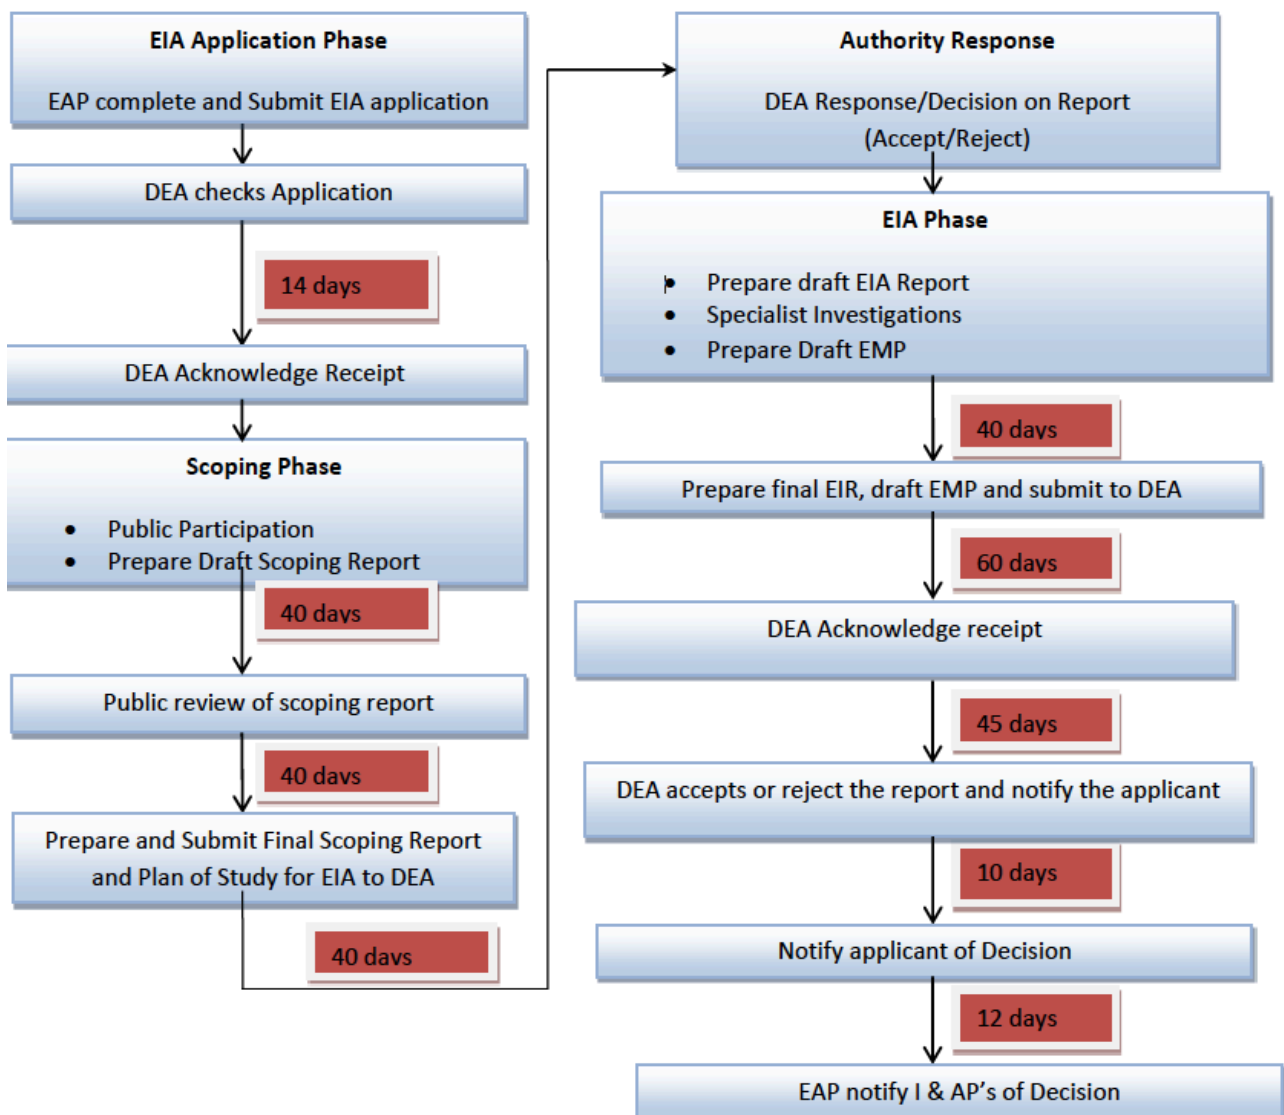 EIA Application Phase
EAP complete and Submit EIA application
DEA checks Application
14 days
DEA Acknowledge Receipt
Scoping Phase
• Public Participation
• Prepare Draft Scoping Report
40 days
Public review of scoping report
40 days
Prepare and Submit Final Scoping Report
and Plan of Study for EIA to DEA
40 days
Authority Response
DEA Response/Decision on Report
(Accept/Reject)
EIA Phase
• Prepare draft EIA Report
• Specialist Investigations
• Prepare Draft EMP
40 days
Prepare final EIR, draft EMP and submit to DEA
60 days
DEA Acknowledge receipt
45 days
DEA accepts or reject the report and notify the applicant
10 days
Notify applicant of Decision
12 days
EAP notify I & AP's of Decision